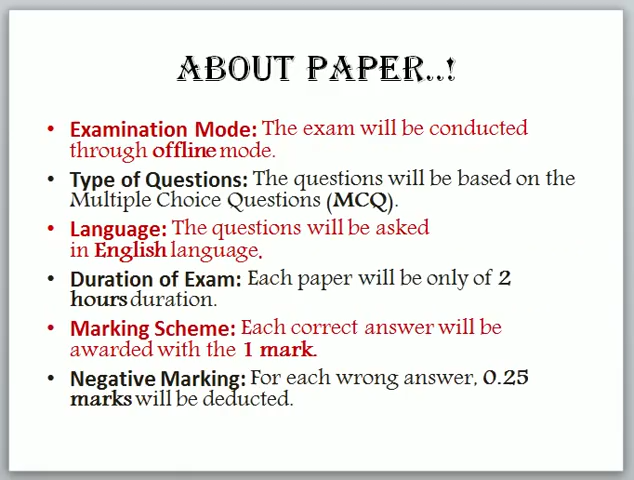 ABOUT PAPER..!
• Examination Mode: The exam will be conducted
through offline mode.
• Type of Questions: The questions will be based on the
Multiple Choice Questions (MCQ).
• Language: The questions will be asked
in English language.
• Duration of Exam: Each paper will be only of 2
hours duration.
• Marking Scheme: Each correct answer will be
awarded with the 1 mark.
• Negative Marking: For each wrong answer, 0.25
marks will be deducted.